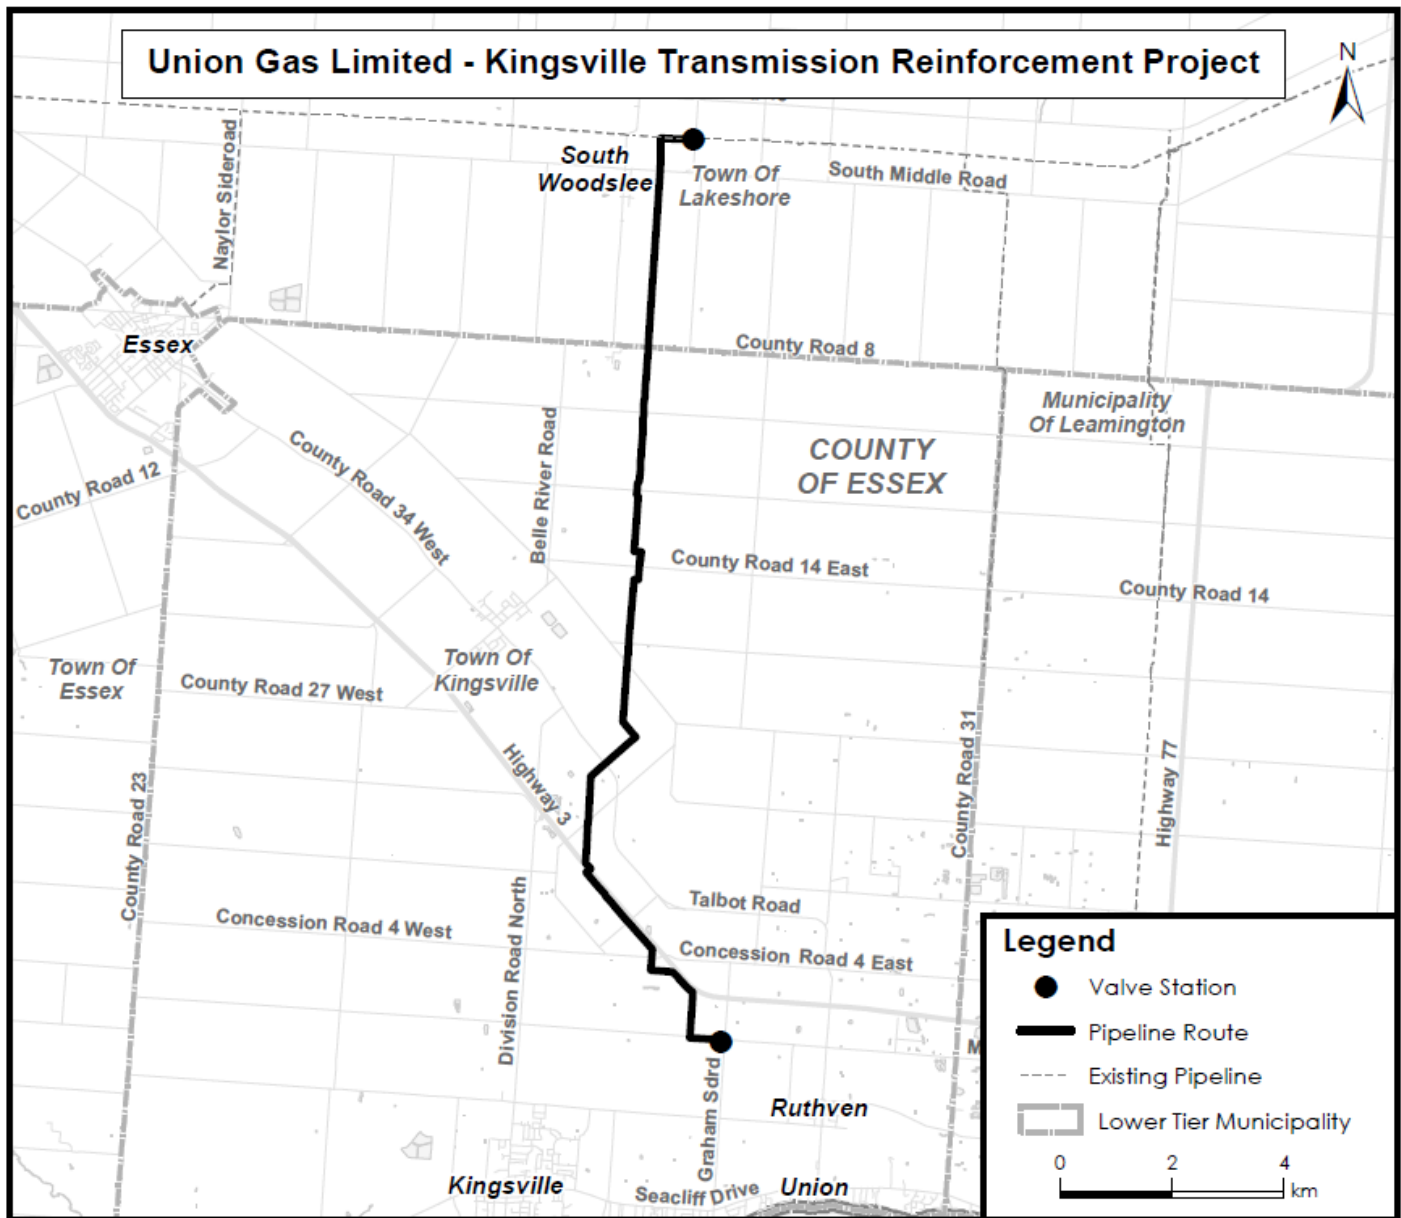 Union Gas Limited - Kingsville Transmission Reinforcement Project
N
Naylor Sideroad
South
Woodslee
Town Of
Lakeshore
South Middle Road
Essex
County Road 8
Municipality
Of Leamington
COUNTY
OF ESSEX
County Road 12
County Road 34 West
Belle River Road
County Road 14 East
County Road 14
Town Of
Essex
County Road 27 West
Town Of
Kingsville
Highway 3
County Road 23
County Road 31
Highway 77
Concession Road 4 West
Division Road North
Talbot Road
Concession Road 4 East
Graham Sdrd
Ruthven
Kingsville
Seacliff Drive
Union
M
Legend
Valve Station
Pipeline Route
Existing Pipeline
Lower Tier Municipality
0 2 4
km